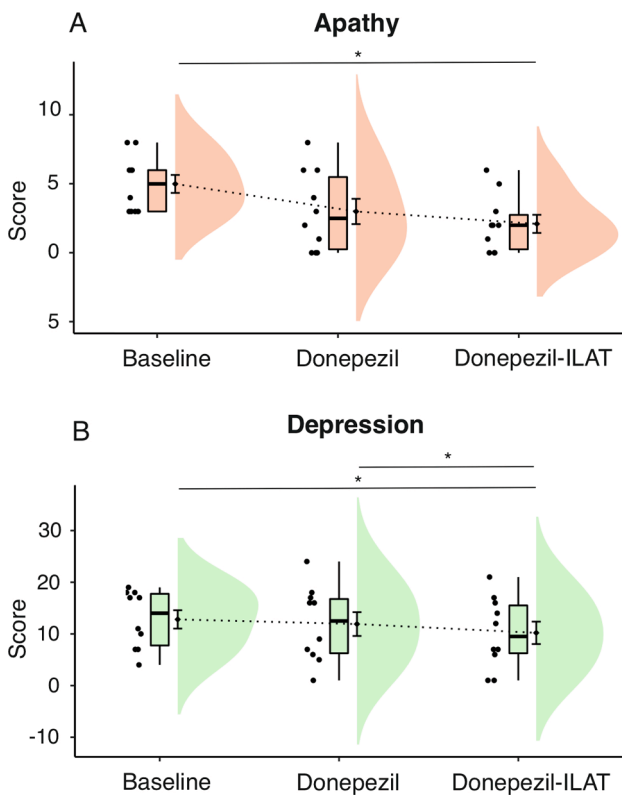 A
Apathy
*
10
5
0
5
Score
Baseline
Donepezil
Donepezil-ILAT
B
Depression
*
*
30
20
10
0
-10
Score
Baseline
Donepezil
Donepezil-ILAT